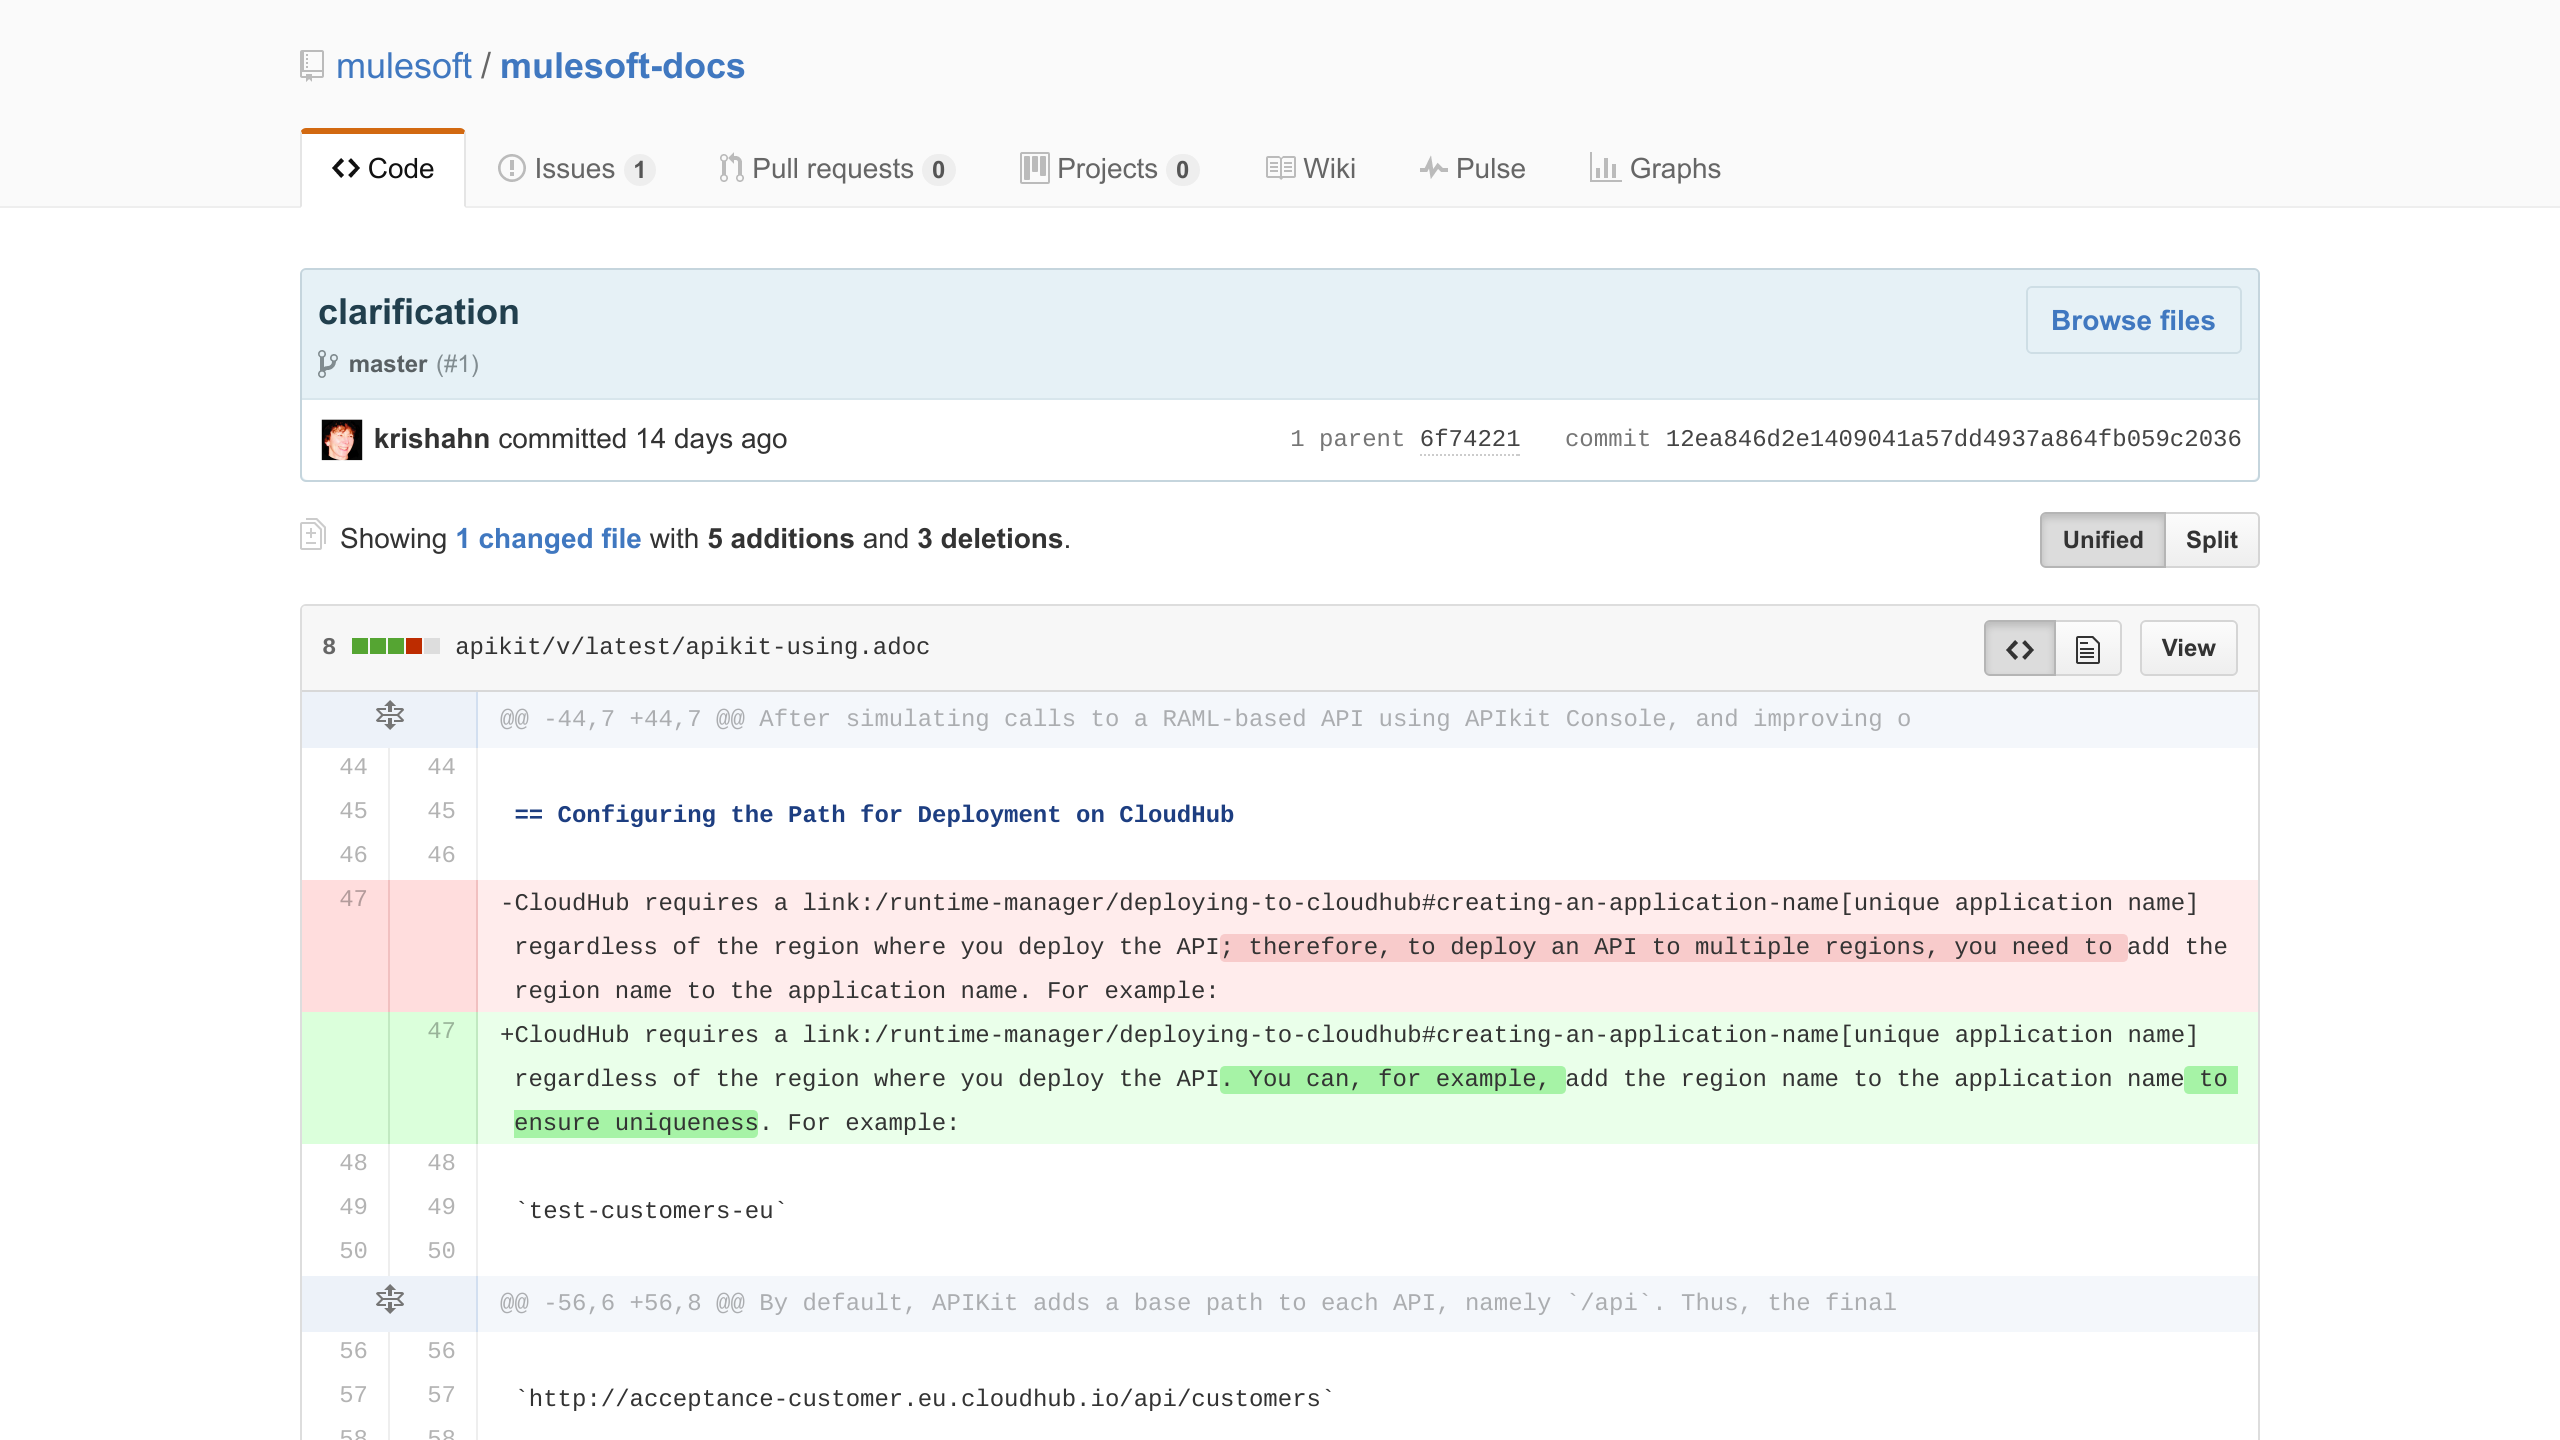 mulesoft / mulesoft-docs
Code Issues 1 Pull requests 0 Projects 0 Wiki Pulse Graphs
clarification
Browse files
master (#1)
krishahn committed 14 days ago 1 parent 6f74221 commit 12ea846d2e1409041a57dd4937a864fb059c2036
Showing 1 changed file with 5 additions and 3 deletions.
Unified Split
8 apikit/v/latest/apikit-using.adoc View
@@ -44,7 +44,7 @@ After simulating calls to a RAML-based API using APIkit Console, and improving o
44 44
45 45 == Configuring the Path for Deployment on CloudHub
46 46
47 -CloudHub requires a link:/runtime-manager/deploying-to-cloudhub#creating-an-application-name[unique application name]
regardless of the region where you deploy the API; therefore, to deploy an API to multiple regions, you need to add the
region name to the application name. For example:
47 +CloudHub requires a link:/runtime-manager/deploying-to-cloudhub#creating-an-application-name[unique application name]
regardless of the region where you deploy the API. You can, for example, add the region name to the application name to
ensure uniqueness. For example:
48 48
49 49 `test-customers-eu`
50 50
@@ -56,6 +56,8 @@ By default, APIKit adds a base path to each API, namely `/api`. Thus, the final
56 56
57 57 `http://acceptance-customer.eu.cloudhub.io/api/customers`
58 58